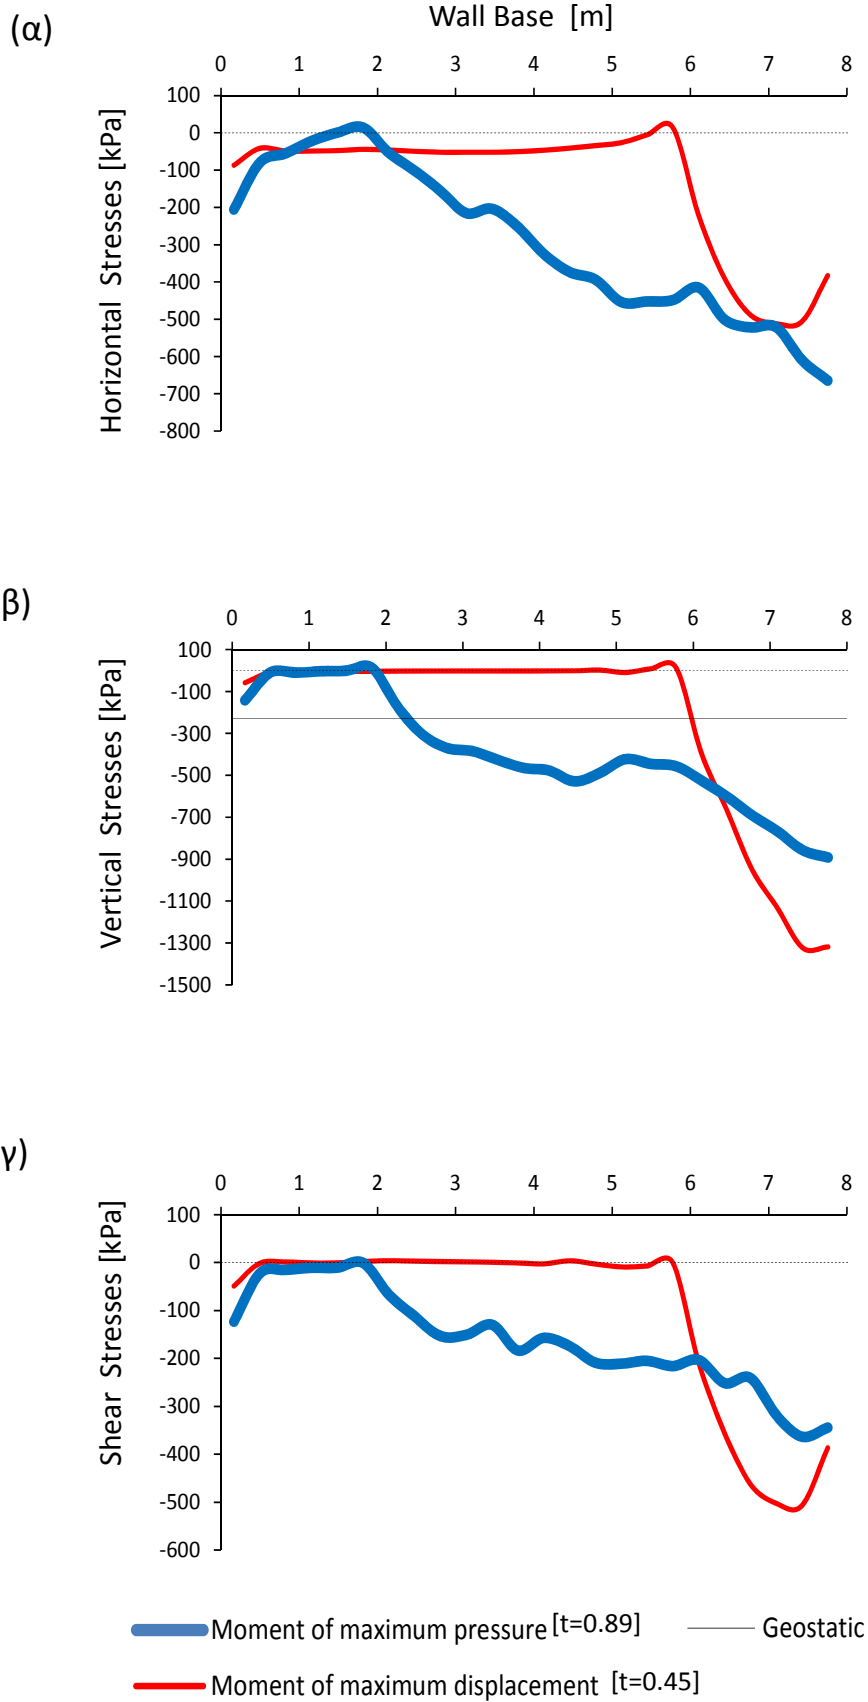 (α)
Wall Base [m]
0 1 2 3 4 5 6 7 8
Horizontal Stresses [kPa]
100
0
-100
-200
-300
-400
-500
-600
-700
-800
β)
0 1 2 3 4 5 6 7 8
Vertical Stresses [kPa]
100
-100
-300
-500
-700
-900
-1100
-1300
-1500
γ)
0 1 2 3 4 5 6 7 8
Shear Stresses [kPa]
100
0
-100
-200
-300
-400
-500
-600
Moment of maximum pressure [t=0.89] Geostatic
Moment of maximum displacement [t=0.45]